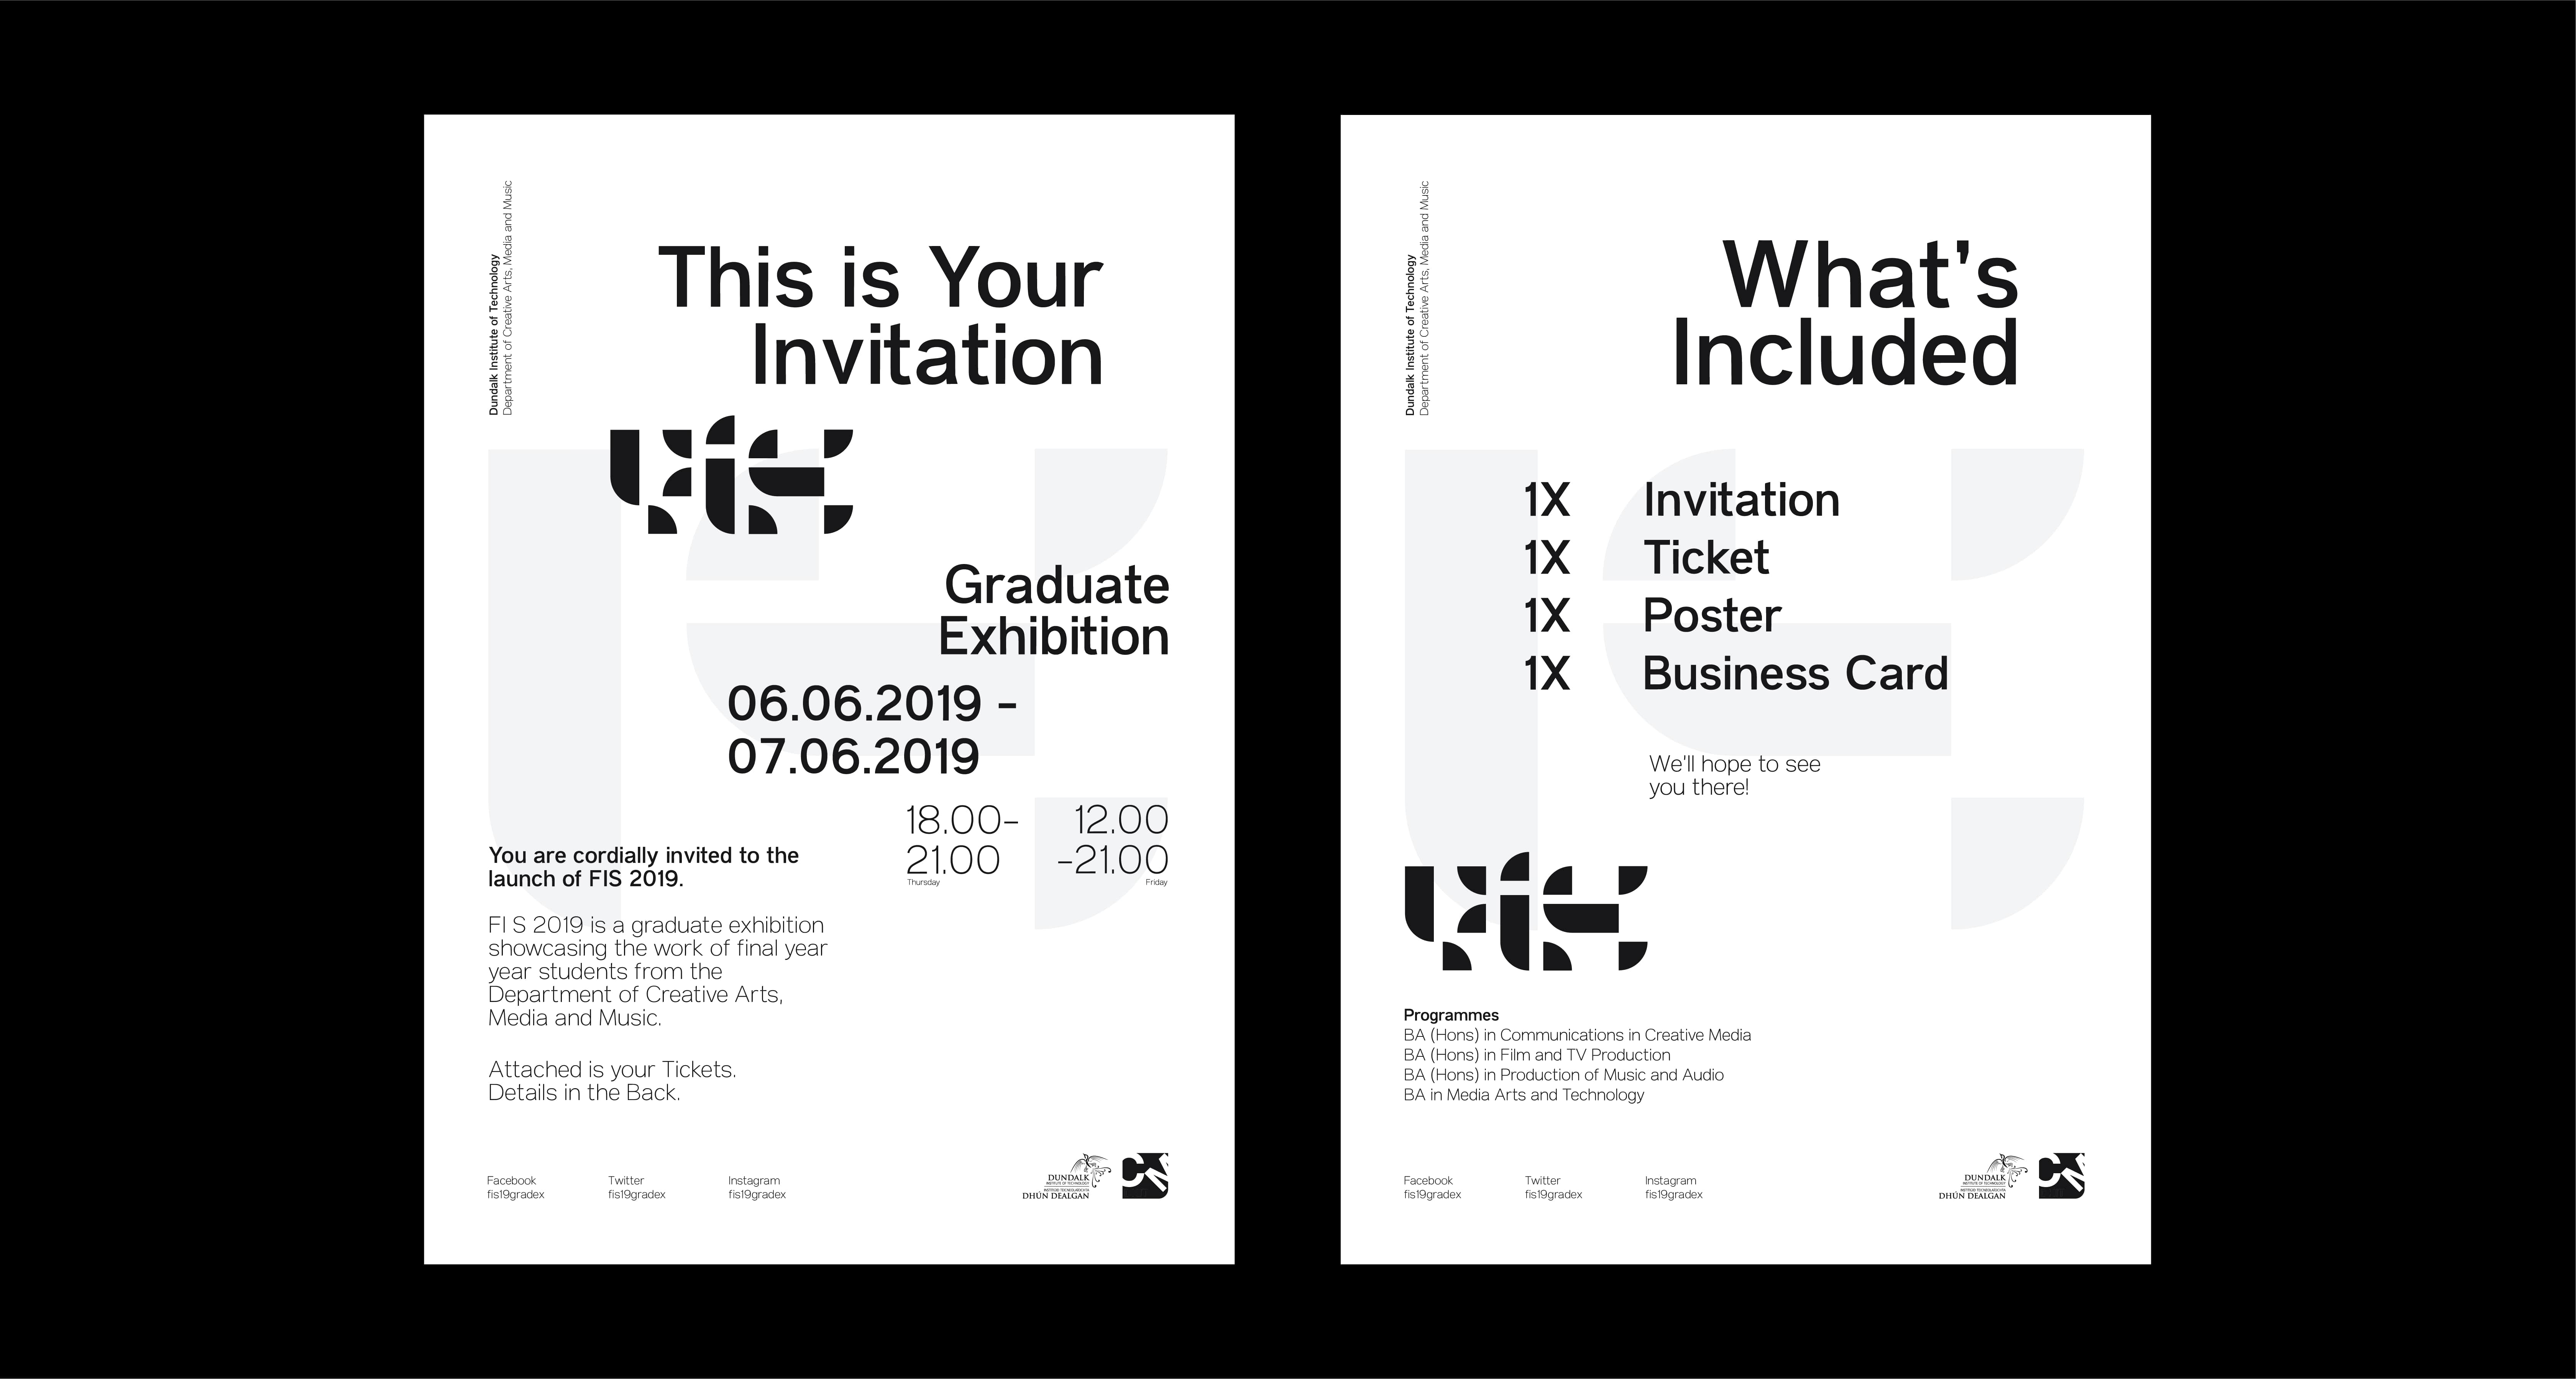 Dundalk Institute of Technology
Department of Creative Arts, Media and Music
This is Your
Invitation
Graduate
Exhibition
06.06.2019 -
07.06.2019
18.00-
21.00
Thursday
12.00
-21.00
Friday
You are cordially invited to the
launch of FIS 2019.
FI S 2019 is a graduate exhibition
showcasing the work of final year
year students from the
Department of Creative Arts,
Media and Music.
Attached is your Tickets.
Details in the Back.
Facebook
fis19gradex
Twitter
fis19gradex
Instagram
fis19gradex
DUNDALK
INSTITUTE OF TECHNOLOGY
DHÚN DEALGAN
Dundalk Institute of Technology
Department of Creative Arts, Media and Music
What's
Included
1X Invitation
1X Ticket
1X Poster
1X Business Card
We'll hope to see
you there!
Programmes
BA (Hons) in Communications in Creative Media
BA (Hons) in Film and TV Production
BA (Hons) in Production of Music and Audio
BA in Media Arts and Technology
Facebook
fis19gradex
Twitter
fis19gradex
Instagram
fis19gradex
DUNDALK
INSTITUTE OF TECHNOLOGY
DHÚN DEALGAN